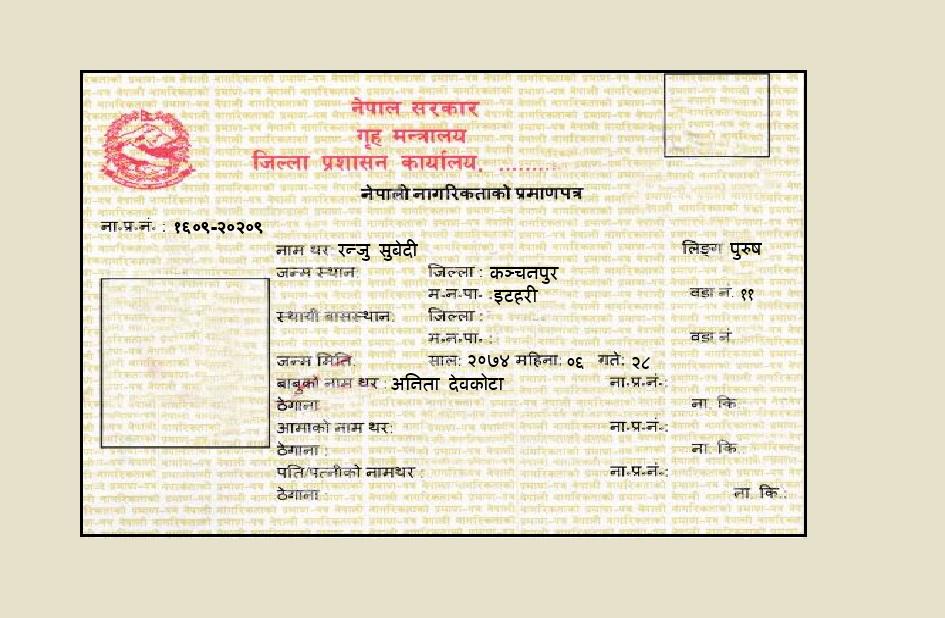 नेपाल सरकार
गृह मन्त्रालय
जिल्ला प्रशासन कार्यालय, ........
नेपाली नागरिकताको प्रमाणपत्र
ना.प्र.नं. : १६०९-२०२०९
नाम थर: रन्जु सुबेदी लिङ्ग पुरुष
जन्म स्थान: जिल्ला : कञ्चनपुर
म.न.पा. :इटहरी वडा नं. ११
स्थायी बासस्थान: जिल्ला :
म.न.पा. : वडा नं
जन्म मिति: साल: २०७४ महिना: ०६ गते: २८
बाबुको नाम थर : अनिता देवकोटा ना.प्र.नं.:
ठेगाना ना. कि.
आमाको नाम थर: ना.प्र.नं.:
ठेगाना : ना. कि.
पति/पत्नीको नामथर : ना.प्र.नं.:
ठेगाना : ना. कि.: